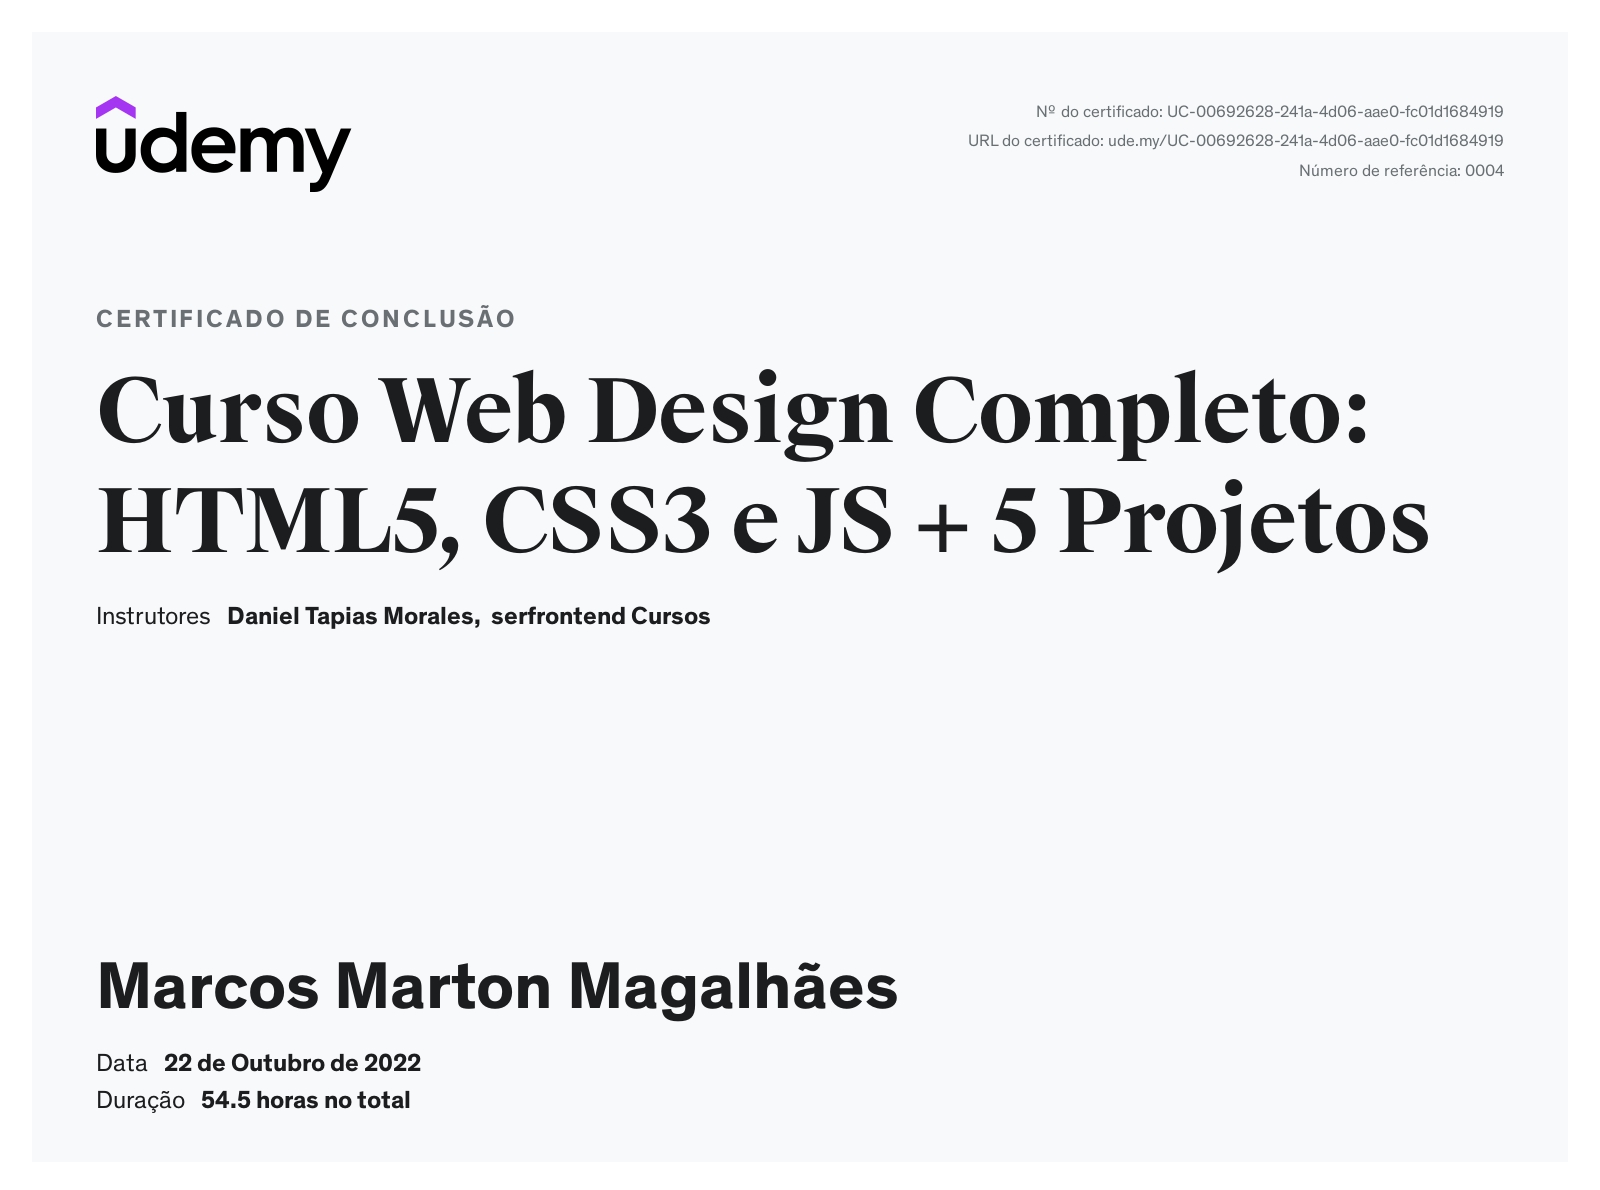 udemy
Nº do certificado: UC-00692628-241a-4d06-aae0-fc01d1684919
URL do certificado: ude.my/UC-00692628-241a-4d06-aae0-fc01d1684919
Número de referência: 0004
CERTIFICADO DE CONCLUSÃO
Curso Web Design Completo:
HTML5, CSS3 e JS + 5 Projetos
Instrutores Daniel Tapias Morales, serfrontend Cursos
Marcos Marton Magalhães
Data 22 de Outubro de 2022
Duração 54.5 horas no total